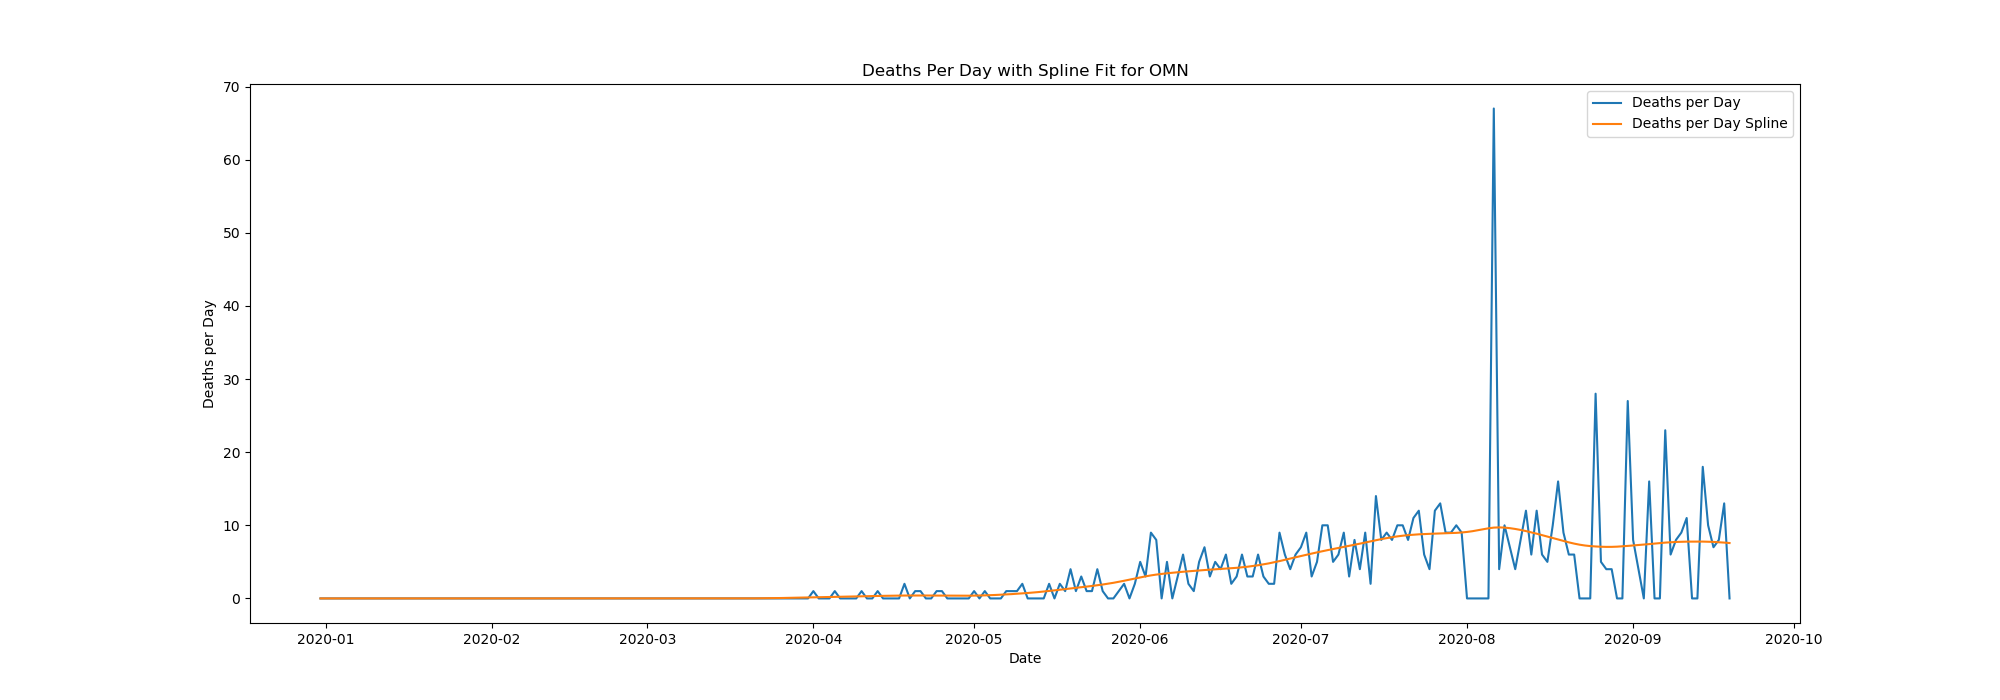 Deaths Per Day with Spline Fit for OMN
Deaths per Day
Deaths per Day Spline
70
60
50
40
30
20
10
0
Deaths per Day
2020-01 2020-02 2020-03 2020-04 2020-05 2020-06 2020-07 2020-08 2020-09 2020-10
Date